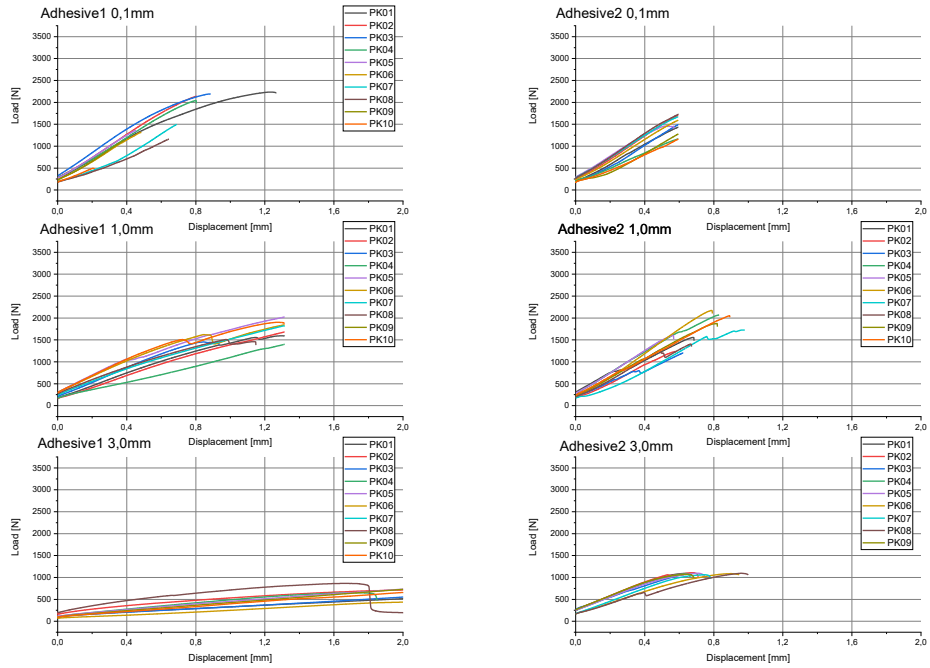 Adhesive1 0,1mm
3500
3000
2500
2000
1500
1000
500
0
Load [N]
0,0 0,4 0,8 1,2 1,6 2,0
Displacement [mm]
PK01
PK02
PK03
PK04
PK05
PK06
PK07
PK08
PK09
PK10
Adhesive2 0,1mm
3500
3000
2500
2000
1500
1000
500
0
Load [N]
0,0 0,4 0,8 1,2 1,6 2,0
Displacement [mm]
PK01
PK02
PK03
PK04
PK05
PK06
PK07
PK08
PK09
PK10
Adhesive1 1,0mm
3500
3000
2500
2000
1500
1000
500
0
Load [N]
0,0 0,4 0,8 1,2 1,6 2,0
Displacement [mm]
PK01
PK02
PK03
PK04
PK05
PK06
PK07
PK08
PK09
PK10
Adhesive2 1,0mm
3500
3000
2500
2000
1500
1000
500
0
Load [N]
0,0 0,4 0,8 1,2 1,6 2,0
Displacement [mm]
PK01
PK02
PK03
PK04
PK05
PK06
PK07
PK08
PK09
PK10
Adhesive1 3,0mm
3500
3000
2500
2000
1500
1000
500
0
Load [N]
0,0 0,4 0,8 1,2 1,6 2,0
Displacement [mm]
PK01
PK02
PK03
PK04
PK05
PK06
PK07
PK08
PK09
PK10
Adhesive2 3,0mm
3500
3000
2500
2000
1500
1000
500
0
Load [N]
0,0 0,4 0,8 1,2 1,6 2,0
Displacement [mm]
PK01
PK02
PK03
PK04
PK05
PK06
PK07
PK08
PK09